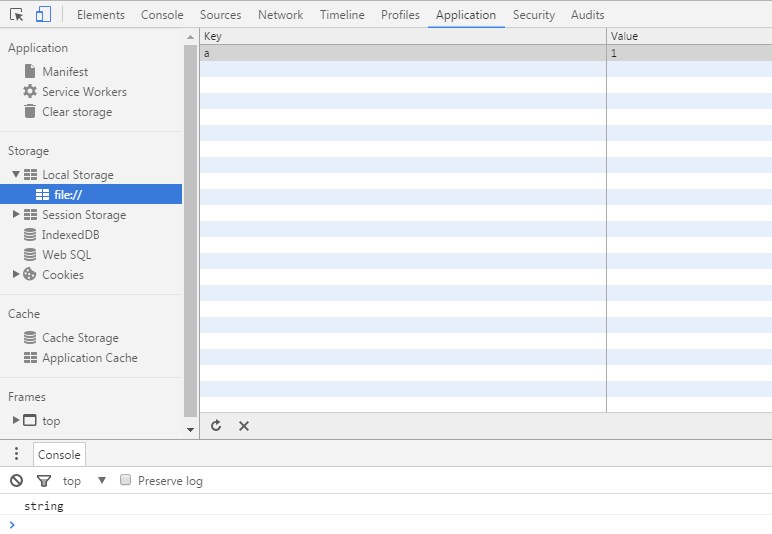 Elements Console Sources Network Timeline Profiles Application Security Audits
Application
Manifest
Service Workers
Clear storage
Storage
Local Storage
file://
Session Storage
IndexedDB
Web SQL
Cookies
Cache
Cache Storage
Application Cache
Frames
top
Key Value
a 1
Console
top Preserve log
string